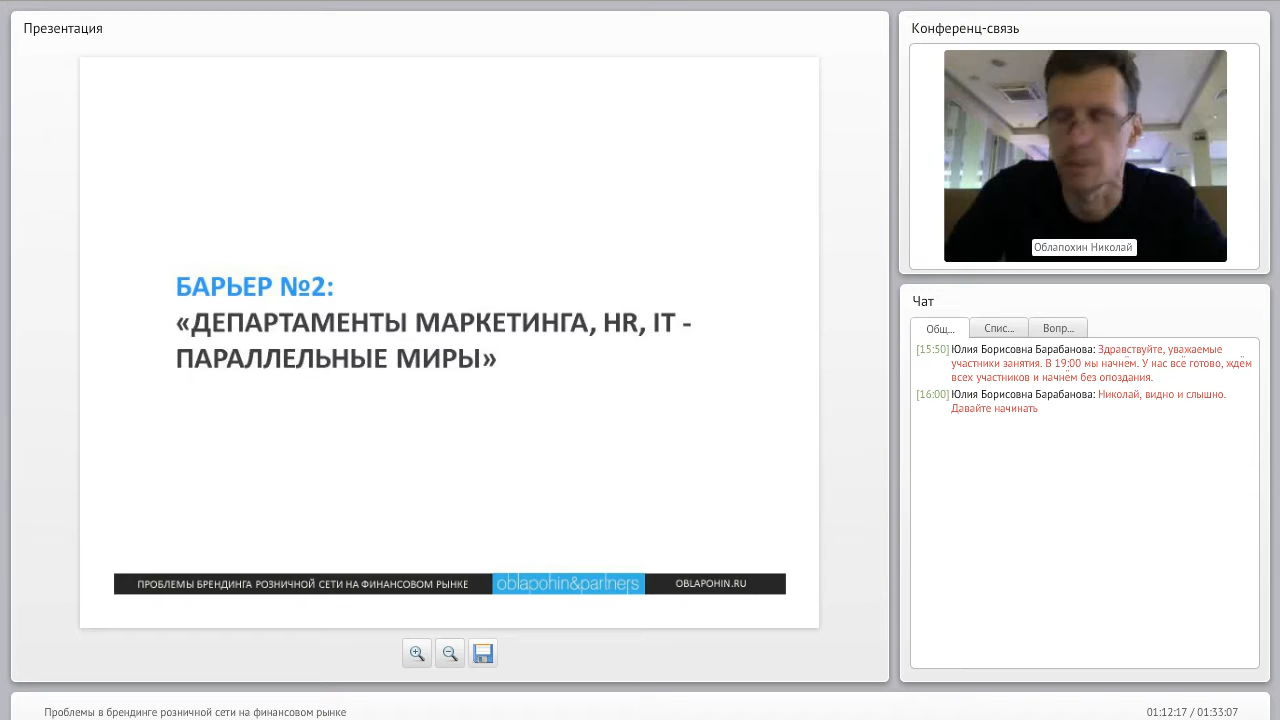 Презентация
БАРЬЕР №2:
«ДЕПАРТАМЕНТЫ МАРКЕТИНГА, HR, IT -
ПАРАЛЛЕЛЬНЫЕ МИРЫ»
ПРОБЛЕМЫ БРЕНДИНГА РОЗНИЧНОЙ СЕТИ НА ФИНАНСОВОМ РЫНКЕ oblapohin&partners OBLAPOHIN.RU
Конференц-связь
Облапохин Николай
Чат
Общ... Спис... Вопр...
[15:50] Юлия Борисовна Барабанова: Здравствуйте, уважаемые
участники занятия. В 19:00 мы начнём. У нас всё готово, ждём
всех участников и начнём без опоздания.
[16:00] Юлия Борисовна Барабанова: Николай, видно и слышно.
Давайте начинать
Проблемы в брендинге розничной сети на финансовом рынке 01:12:17 / 01:33:07